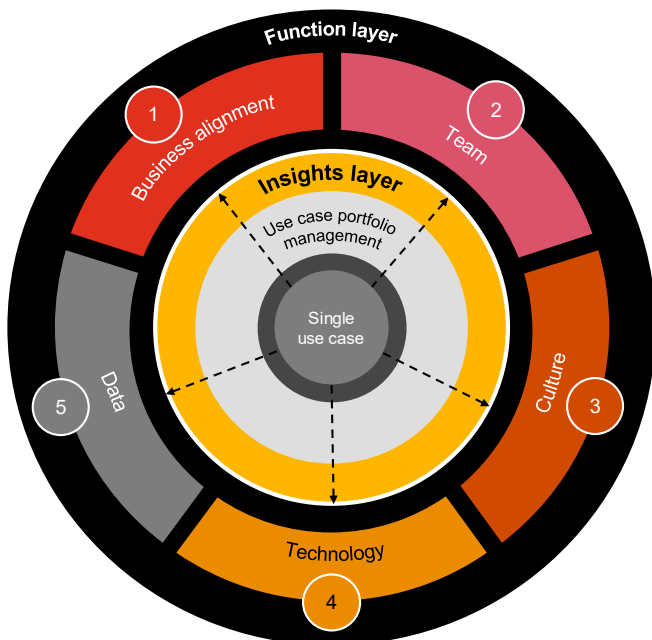 Function layer
1
Business alignment
2
Team
Insights layer
Use case portfolio
management
Single
use case
Culture
3
Data
5
Technology
4